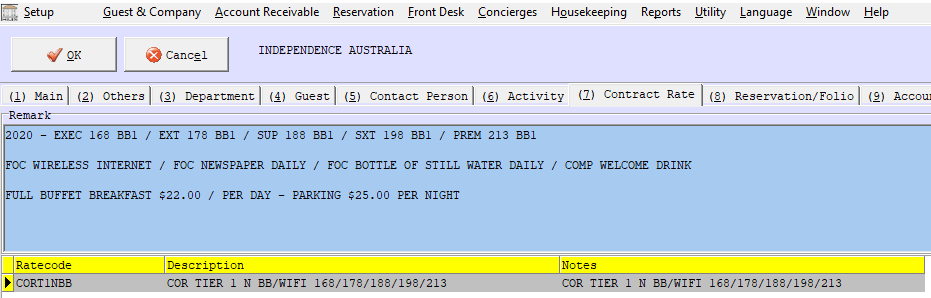 Setup Guest & Company Account Receivable Reservation Front Desk Concierges Housekeeping Reports Utility Language Window Help
OK Cancel INDEPENDENCE AUSTRALIA
(1) Main (2) Others (3) Department (4) Guest (5) Contact Person (6) Activity (7) Contract Rate (8) Reservation/Folio (9) Accou
Remark
2020 - EXEC 168 BB1 / EXT 178 BB1 / SUP 188 BB1 / SXT 198 BB1 / PREM 213 BB1
FOC WIRELESS INTERNET / FOC NEWSPAPER DAILY / FOC BOTTLE OF STILL WATER DAILY / COMP WELCOME DRINK
FULL BUFFET BREAKFAST $22.00 / PER DAY - PARKING $25.00 PER NIGHT
Ratecode Description Notes
CORT1NBB COR TIER 1 N BB/WIFI 168/178/188/198/213 COR TIER 1 N BB/WIFI 168/178/188/198/213